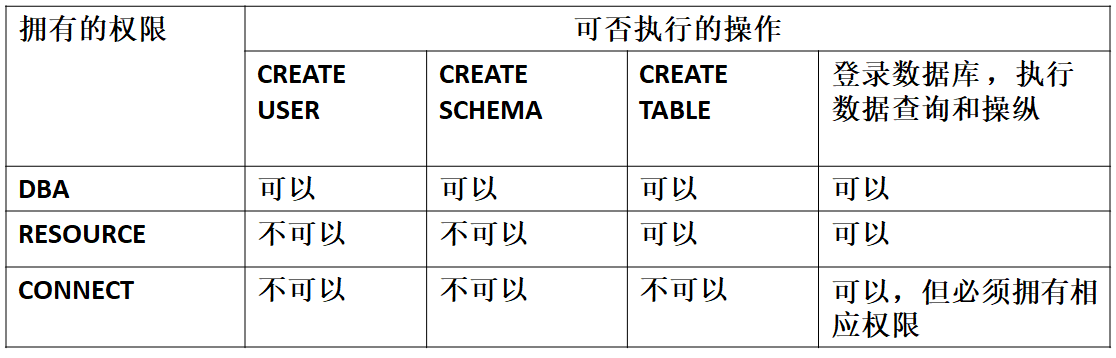 拥有的权限
可否执行的操作
CREATE
USER
CREATE
SCHEMA
CREATE
TABLE
登录数据库，执行
数据查询和操纵
DBA
可以
可以
可以
可以
RESOURCE
不可以
不可以
可以
可以
CONNECT
不可以
不可以
不可以
可以，但必须拥有相
应权限